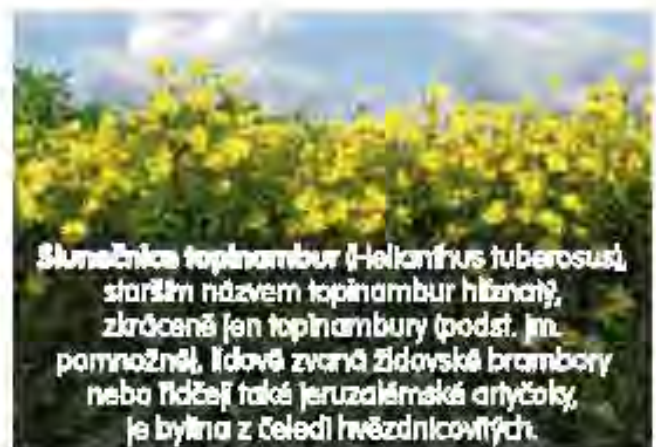 Slunečnice topinambur (Helianthus tuberosus),
starším názvem topinambur hlíznatý,
zkráceně jen topinambury (podst. jm.
pomnožné), lidově zvaná židovské brambory
nebo řidčeji také jeruzalémské artyčoky,
je bylina z čeledi hvězdnicovitých.